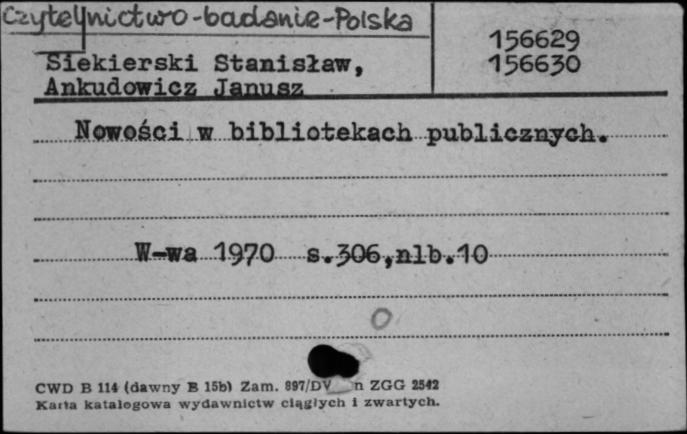 Czytelnictwo-badanie-Polska
156629
156630
Siekierski Stanisław,
Ankudowicz Janusz
Nowości w bibliotekach publicznych.
W-wa 1970 s.306,nlb.10
CWD B 114 (dawny B 15b) Zam. 897/DV n ZGG 2542
Karta katalogowa wydawnictw ciągłych i zwartych.